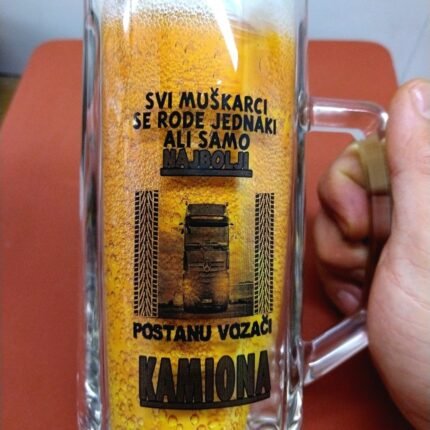 SVI MUŠKARCI
SE RODE JEDNAKI
ALI SAMO
NAJBOLJI
POSTANU VOZAČI
KAMIONA